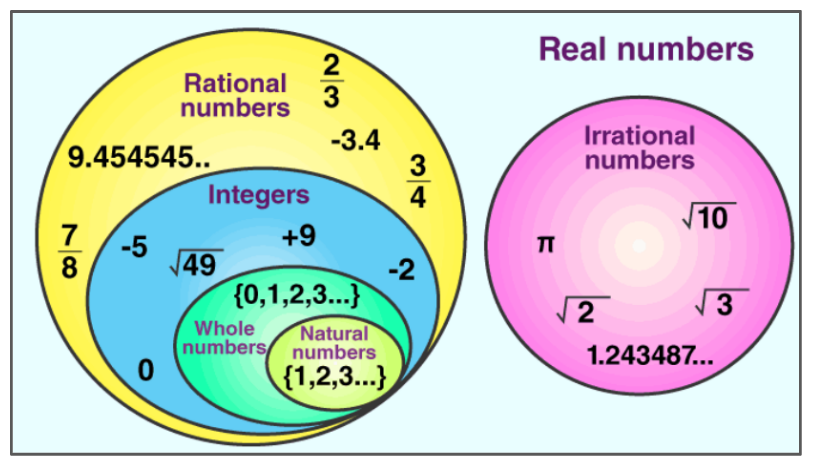 Real numbers
Rational
numbers
2
3
-3.4
9.454545..
3
4
7
8
Integers
-5
√49
+9
-2
0
{0,1,2,3...}
Whole
numbers
Natural
numbers
{1,2,3...}
Irrational
numbers
√10
π
√2
√3
1.243487...